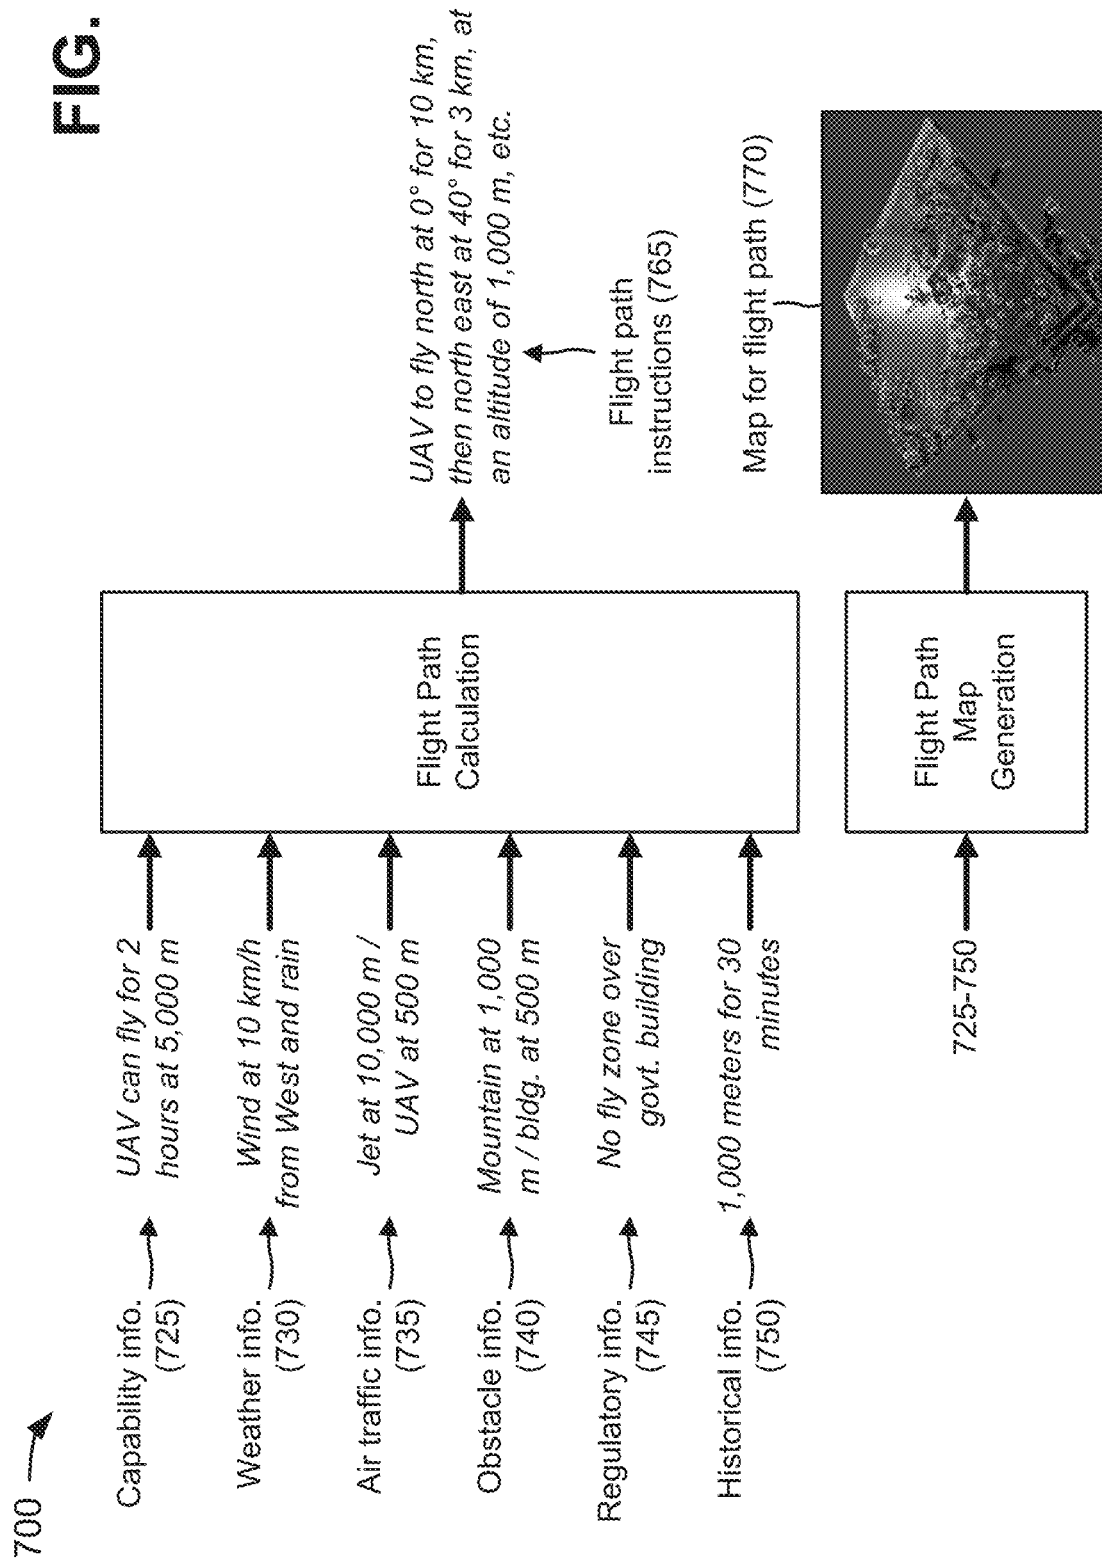 700
FIG.
Capability info.
(725)
UAV can fly for 2
hours at 5,000 m
Weather info.
(730)
Wind at 10 km/h
from West and rain
Air traffic info.
(735)
Jet at 10,000 m /
UAV at 500 m
Obstacle info.
(740)
Mountain at 1,000
m / bldg. at 500 m
Regulatory info.
(745)
No fly zone over
govt. building
Historical info.
(750)
1,000 meters for 30
minutes
Flight Path
Calculation
UAV to fly north at 0° for 10 km,
then north east at 40° for 3 km, at
an altitude of 1,000 m, etc.
Flight path
instructions (765)
725-750
Flight Path
Map
Generation
Map for flight path (770)